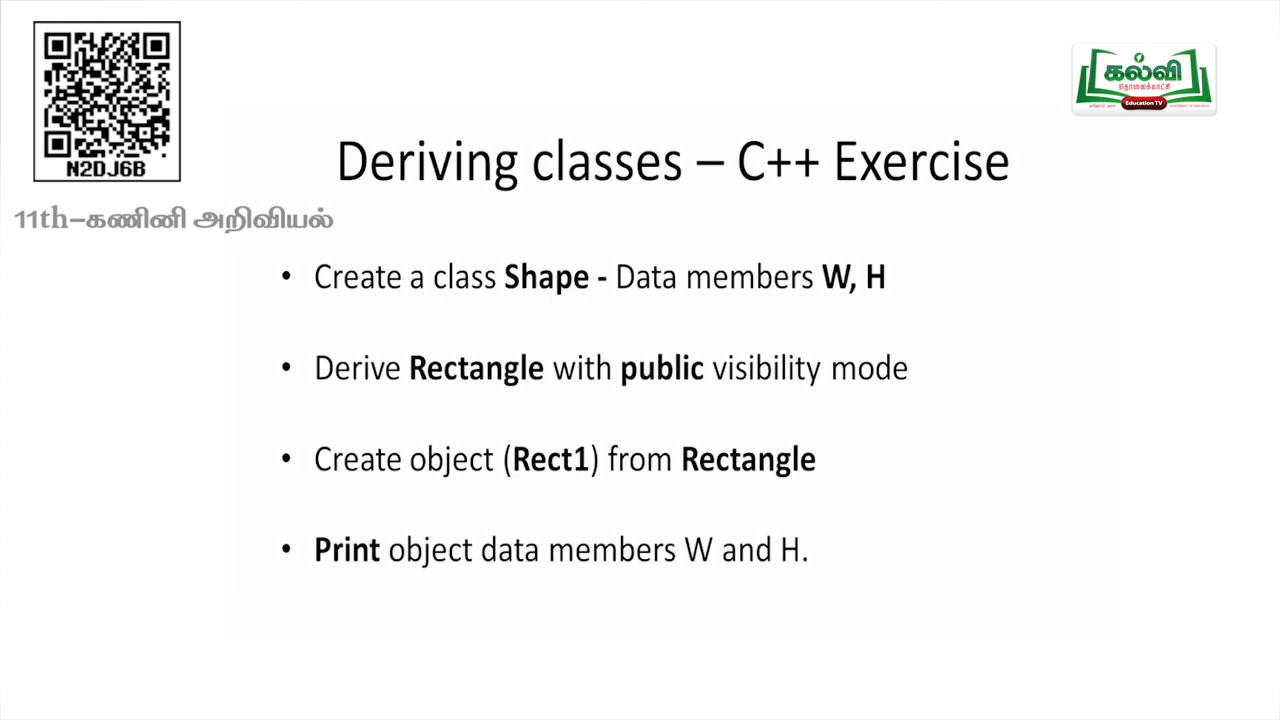 N2DJ6B
கல்வி
தொலைக்காட்சி
Education TV
Deriving classes – C++ Exercise
11th–கணினி அறிவியல்
• Create a class Shape - Data members W, H
• Derive Rectangle with public visibility mode
• Create object (Rect1) from Rectangle
• Print object data members W and H.